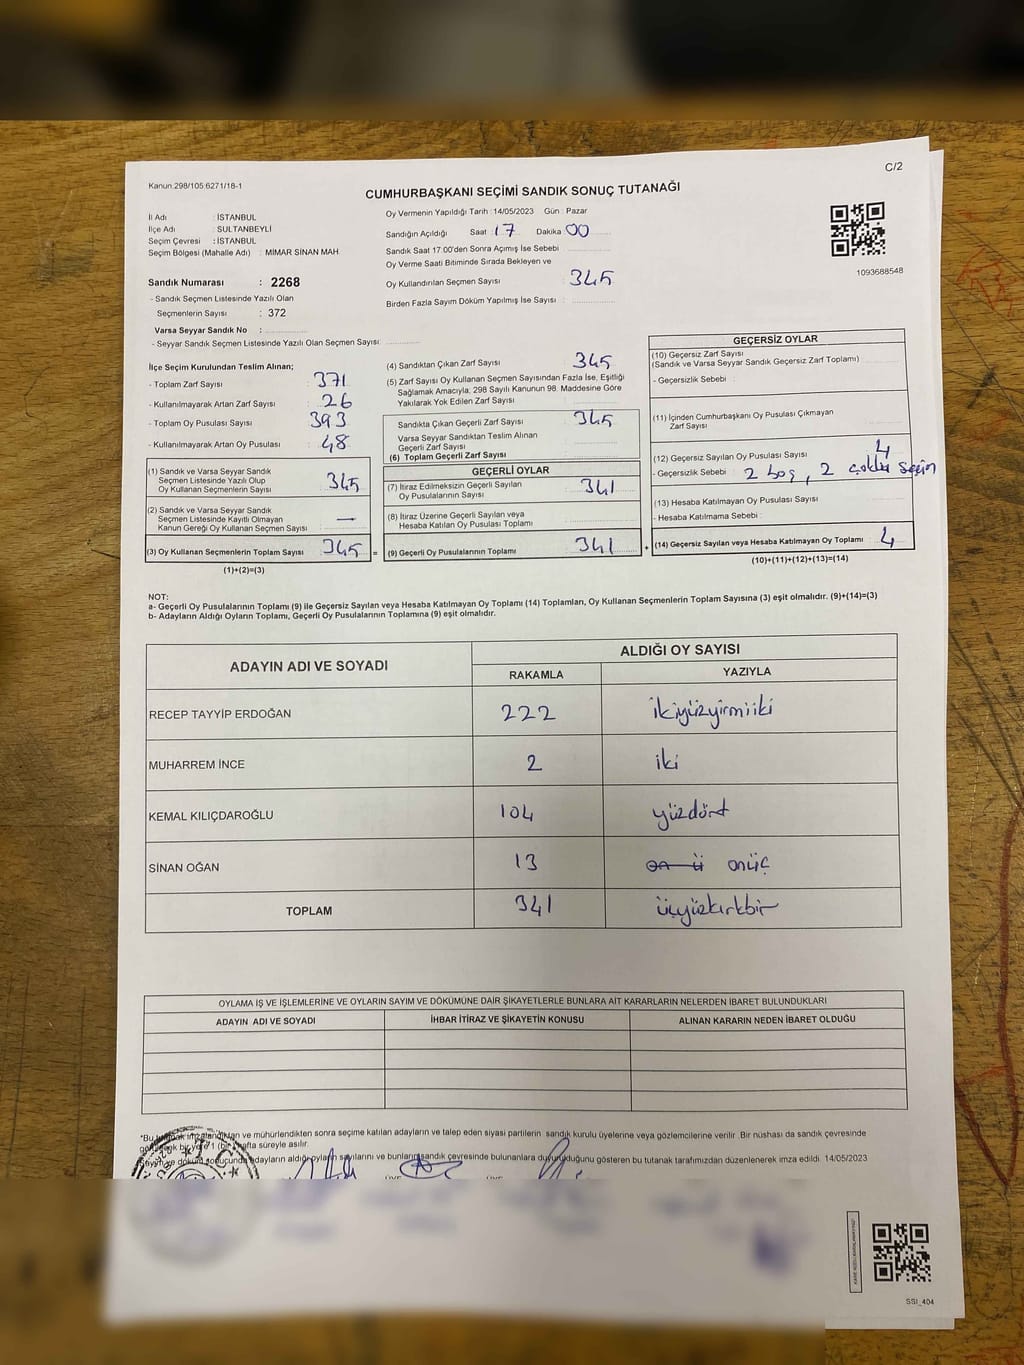 C/2
Kanun 298/105 6271/18-1
CUMHURBAŞKANI SEÇİMİ SANDIK SONUÇ TUTANAĞI
İl Adı : İSTANBUL
İlçe Adı : SULTANBEYLİ
Seçim Çevresi : İSTANBUL
Seçim Bölgesi (Mahalle Adı) : MİMAR SİNAN MAH
Sandık Numarası : 2268
- Sandık Seçmen Listesinde Yazılı Olan
Seçmenlerin Sayısı : 372
Varsa Seyyar Sandık No :
- Seyyar Sandık Seçmen Listesinde Yazılı Olan Seçmen Sayısı:
Oy Vermenin Yapıldığı Tarih : 14/05/2023 Gün : Pazar
Sandığın Açıldığı Saat 17 Dakika 00
Sandık Saat 17:00'den Sonra Açımış İse Sebebi
Oy Verme Saati Bitiminde Sırada Bekleyen ve
Oy Kullandırılan Seçmen Sayısı : 345
Birden Fazla Sayım Döküm Yapılmış İse Sayısı :
1093688548
İlçe Seçim Kurulundan Teslim Alınan;
- Toplam Zarf Sayısı : 371
- Kullanılmayarak Artan Zarf Sayısı : 26
- Toplam Oy Pusulası Sayısı : 393
- Kullanılmayarak Artan Oy Pusulası : 48
(1) Sandık ve Varsa Seyyar Sandık
Seçmen Listesinde Yazılı Olup
Oy Kullanan Seçmenlerin Sayısı : 345
(2) Sandık ve Varsa Seyyar Sandık
Seçmen Listesinde Kayıtlı Olmayan
Kanun Gereği Oy Kullanan Seçmen Sayısı : —
(3) Oy Kullanan Seçmenlerin Toplam Sayısı : 345 =
(1)+(2)=(3)
(4) Sandıktan Çıkan Zarf Sayısı : 345
(5) Zarf Sayısı Oy Kullanan Seçmen Sayısından Fazla İse, Eşitliği
Sağlamak Amacıyla; 298 Sayılı Kanunun 98. Maddesine Göre
Yakılarak Yok Edilen Zarf Sayısı :
Sandıkta Çıkan Geçerli Zarf Sayısı : 345
Varsa Seyyar Sandıktan Teslim Alınan
Geçerli Zarf Sayısı :
(6) Toplam Geçerli Zarf Sayısı :
GEÇERLİ OYLAR
(7) İtiraz Edilmeksizin Geçerli Sayılan
Oy Pusulalarının Sayısı : 341
(8) İtiraz Üzerine Geçerli Sayılan veya
Hesaba Katılan Oy Pusulası Toplamı :
(9) Geçerli Oy Pusulalarının Toplamı : 341 +
GEÇERSİZ OYLAR
(10) Geçersiz Zarf Sayısı
(Sandık ve Varsa Seyyar Sandık Geçersiz Zarf Toplamı) :
- Geçersizlik Sebebi :
(11) İçinden Cumhurbaşkanı Oy Pusulası Çıkmayan
Zarf Sayısı :
(12) Geçersiz Sayılan Oy Pusulası Sayısı : 4
- Geçersizlik Sebebi : 2 boş, 2 çoklu seçim
(13) Hesaba Katılmayan Oy Pusulası Sayısı :
- Hesaba Katılmama Sebebi :
(14) Geçersiz Sayılan veya Hesaba Katılmayan Oy Toplamı : 4
(10)+(11)+(12)+(13)=(14)
NOT:
a- Geçerli Oy Pusulalarının Toplamı (9) ile Geçersiz Sayılan veya Hesaba Katılmayan Oy Toplamı (14) Toplamları, Oy Kullanan Seçmenlerin Toplam Sayısına (3) eşit olmalıdır. (9)+(14)=(3)
b- Adayların Aldığı Oyların Toplamı, Geçerli Oy Pusulalarının Toplamına (9) eşit olmalıdır.
ADAYIN ADI VE SOYADI ALDIĞI OY SAYISI
RAKAMLA YAZIYLA
RECEP TAYYİP ERDOĞAN 222 ikiyüzyirmiiki
MUHARREM İNCE 2 iki
KEMAL KILIÇDAROĞLU 104 yüzdört
SİNAN OĞAN 13 on ü onüç
TOPLAM 341 üçyüzkırkbir
OYLAMA İŞ VE İŞLEMLERİNE VE OYLARIN SAYIM VE DÖKÜMÜNE DAİR ŞİKAYETLERLE BUNLARA AİT KARARLARIN NELERDEN İBARET BULUNDUKLARI
ADAYIN ADI VE SOYADI İHBAR İTİRAZ VE ŞİKAYETİN KONUSU ALINAN KARARIN NEDEN İBARET OLDUĞU
*Bu imzalandıktan ve mühürlendikten sonra seçime katılan adayların ve talep eden siyasi partilerin sandık kurulu üyelerine veya gözlemcilerine verilir. Bir nüshası da sandık çevresinde
bir yere 1 (bir) hafta süreyle asılır.
sonucunda adayların aldığı oyların sayılarını ve bunların sandık çevresinde bulunanlara duyurulduğunu gösteren bu tutanak tarafımızdan düzenlenerek imza edildi. 14/05/2023
ÜYE ÜYE
T.C.
SSI_404